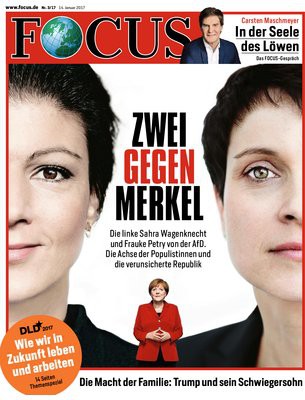 www.focus.de Nr. 3/17 14. Januar 2017
FOCUS
Carsten Maschmeyer
In der Seele
des Löwen
Das FOCUS-Gespräch
ZWEI
GEGEN
MERKEL
Die linke Sahra Wagenknecht
und Frauke Petry von der AfD.
Die Achse der Populistinnen und
die verunsicherte Republik
DLD 2017
Wie wir in
Zukunft leben
und arbeiten
14 Seiten
Themenspezial
Die Macht der Familie: Trump und sein Schwiegersohn